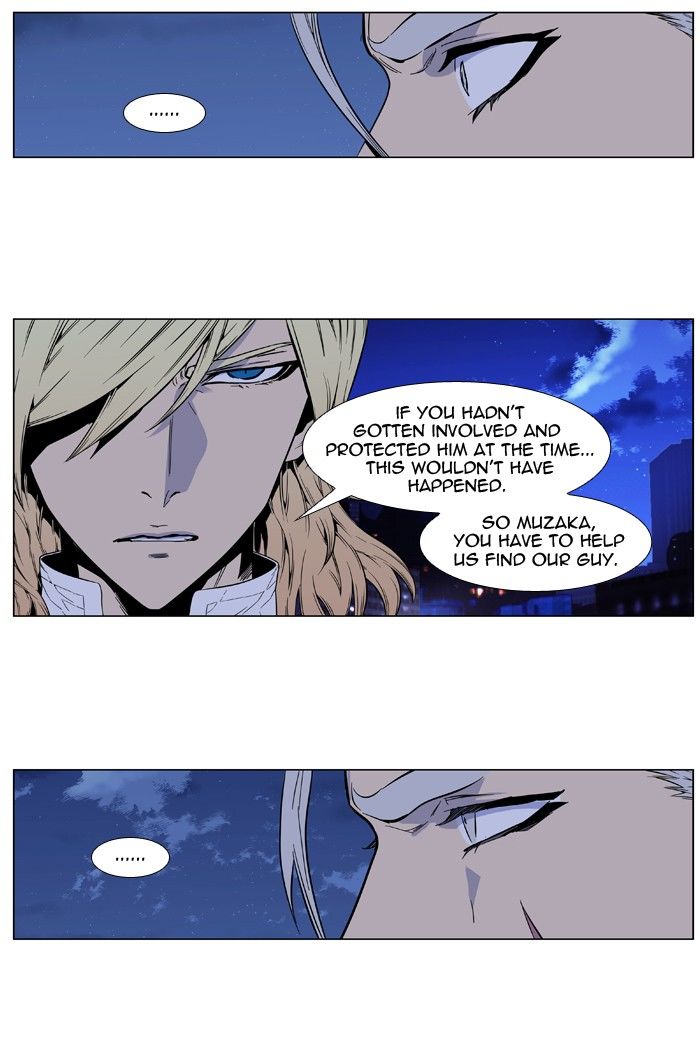 ......
IF YOU HADN'T
GOTTEN INVOLVED AND
PROTECTED HIM AT THE TIME...
THIS WOULDN'T HAVE
HAPPENED.
SO MUZAKA,
YOU HAVE TO HELP
US FIND OUR GUY.
......